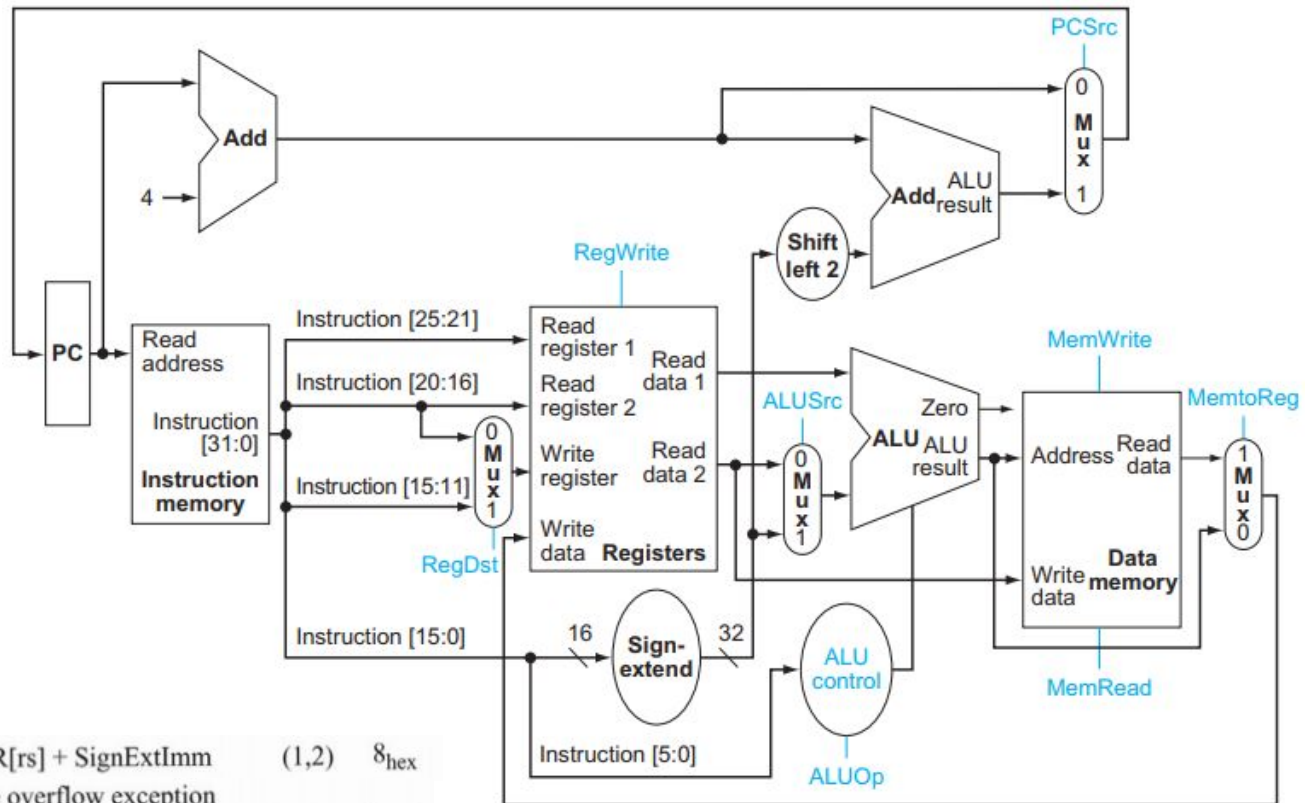 PCSrc
0
M
u
x
1
Add
4
Add ALU
result
Shift
left 2
RegWrite
PC
Read
address
Instruction
[31:0]
Instruction
memory
Instruction [25:21]
Instruction [20:16]
Instruction [15:11]
Instruction [15:0]
0
M
u
x
1
RegDst
Read
register 1
Read
register 2
Write
register
Write
data
Read
data 1
Read
data 2
Registers
ALUSrc
0
M
u
x
1
Zero
ALU ALU
result
MemWrite
Address
Read
data
Write
data
Data
memory
MemRead
MemtoReg
1
M
u
x
0
16
Sign-
extend
32
ALU
control
Instruction [5:0]
ALUOp
R[rs] + SignExtImm (1,2) 8hex
overflow exception